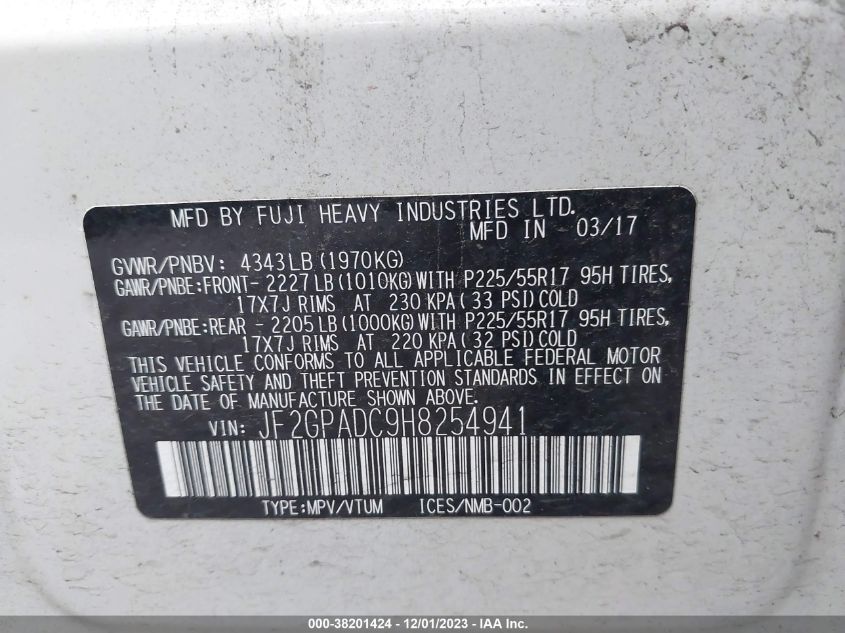 MFD BY FUJI HEAVY INDUSTRIES LTD.
MFD IN 03/17
GVWR/PNBV: 4343LB (1970KG)
GAWR/PNBE:FRONT- 2227LB (1010KG) WITH P225/55R17 95H TIRES,
17X7J RIMS AT 230 KPA( 33 PSI) COLD
GAWR/PNBE:REAR - 2205LB (1000KG) WITH P225/55R17 95H TIRES,
17X7J RIMS AT 220 KPA( 32 PSI) COLD
THIS VEHICLE CONFORMS TO ALL APPLICABLE FEDERAL MOTOR
VEHICLE SAFETY AND THEFT PREVENTION STANDARDS IN EFFECT ON
THE DATE OF MANUFACTURE SHOWN ABOVE.
VIN: JF2GPADC9H8254941
TYPE:MPV/VTUM ICES/NMB-002
000-38201424 - 12/01/2023 - IAA Inc.